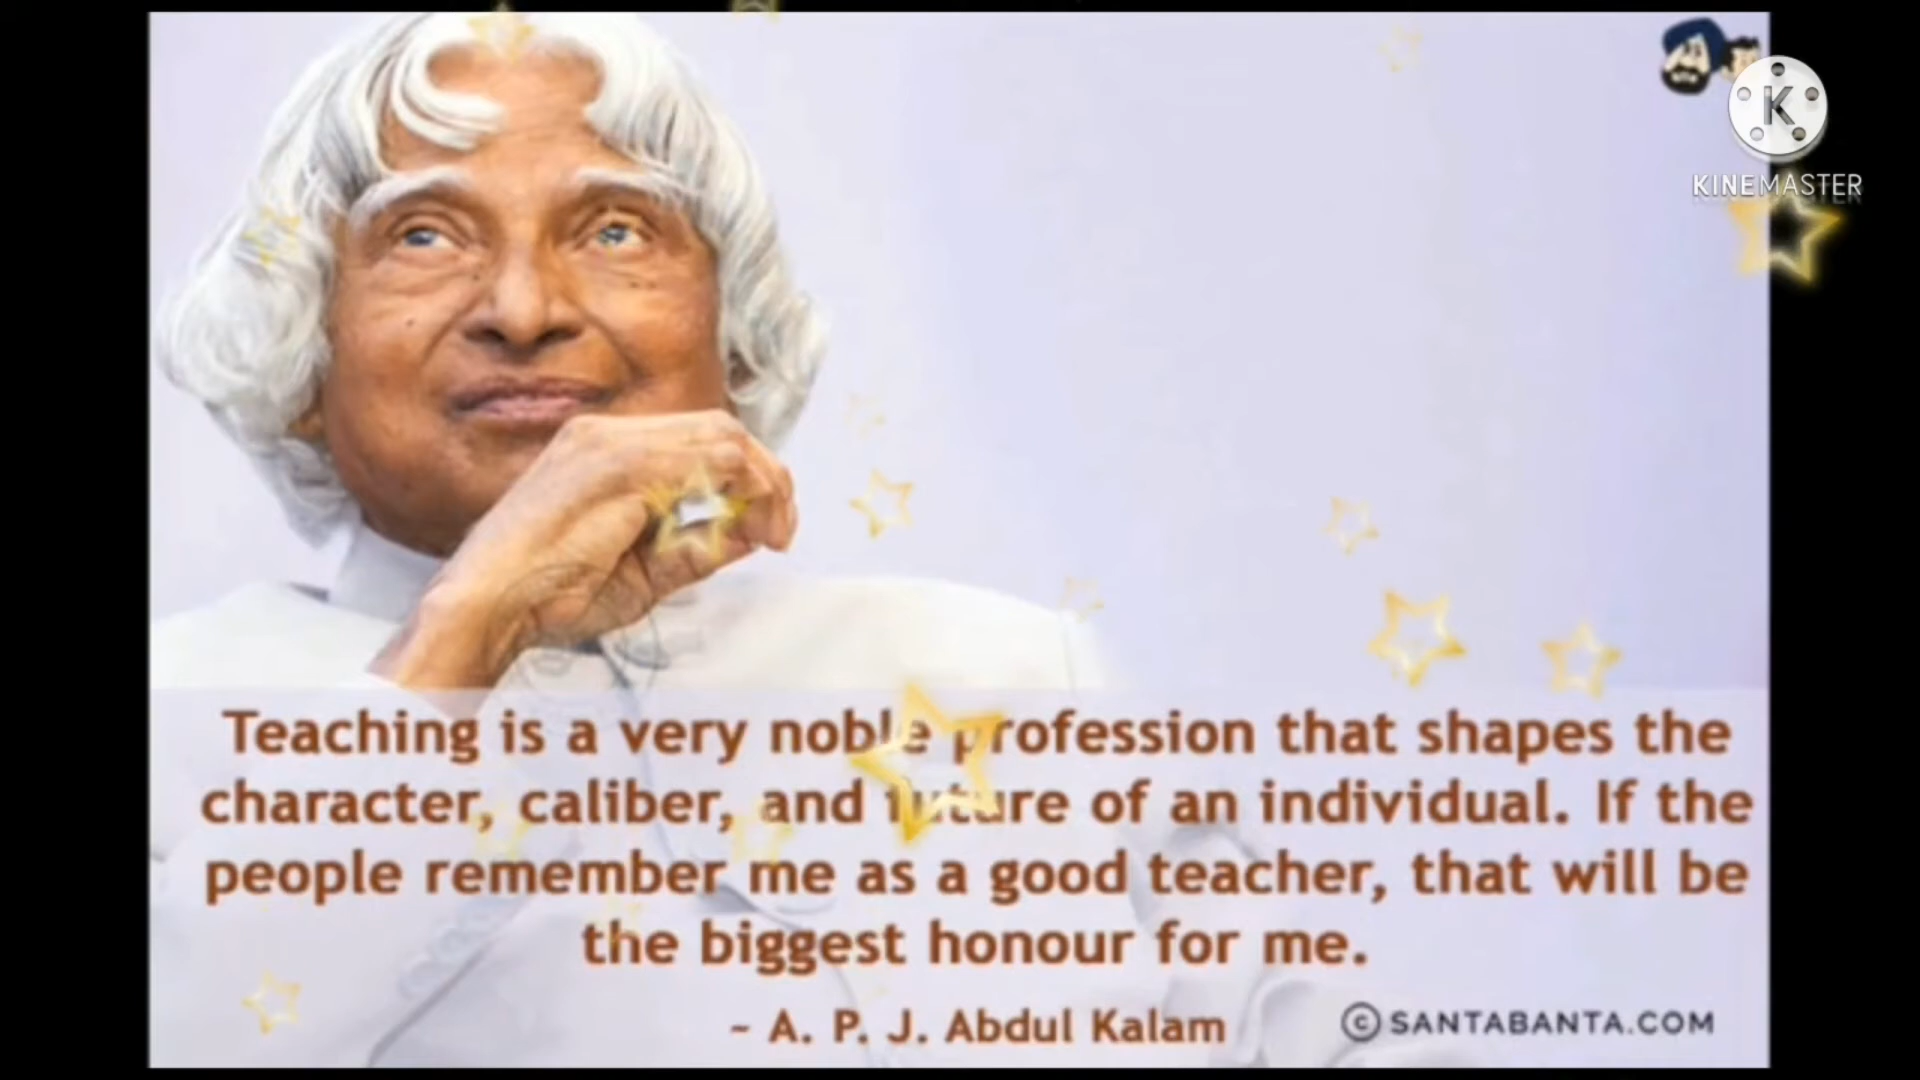 KINEMASTER
Teaching is a very noble profession that shapes the
character, caliber, and future of an individual. If the
people remember me as a good teacher, that will be
the biggest honour for me.
~ A. P. J. Abdul Kalam
©SANTABANTA.COM